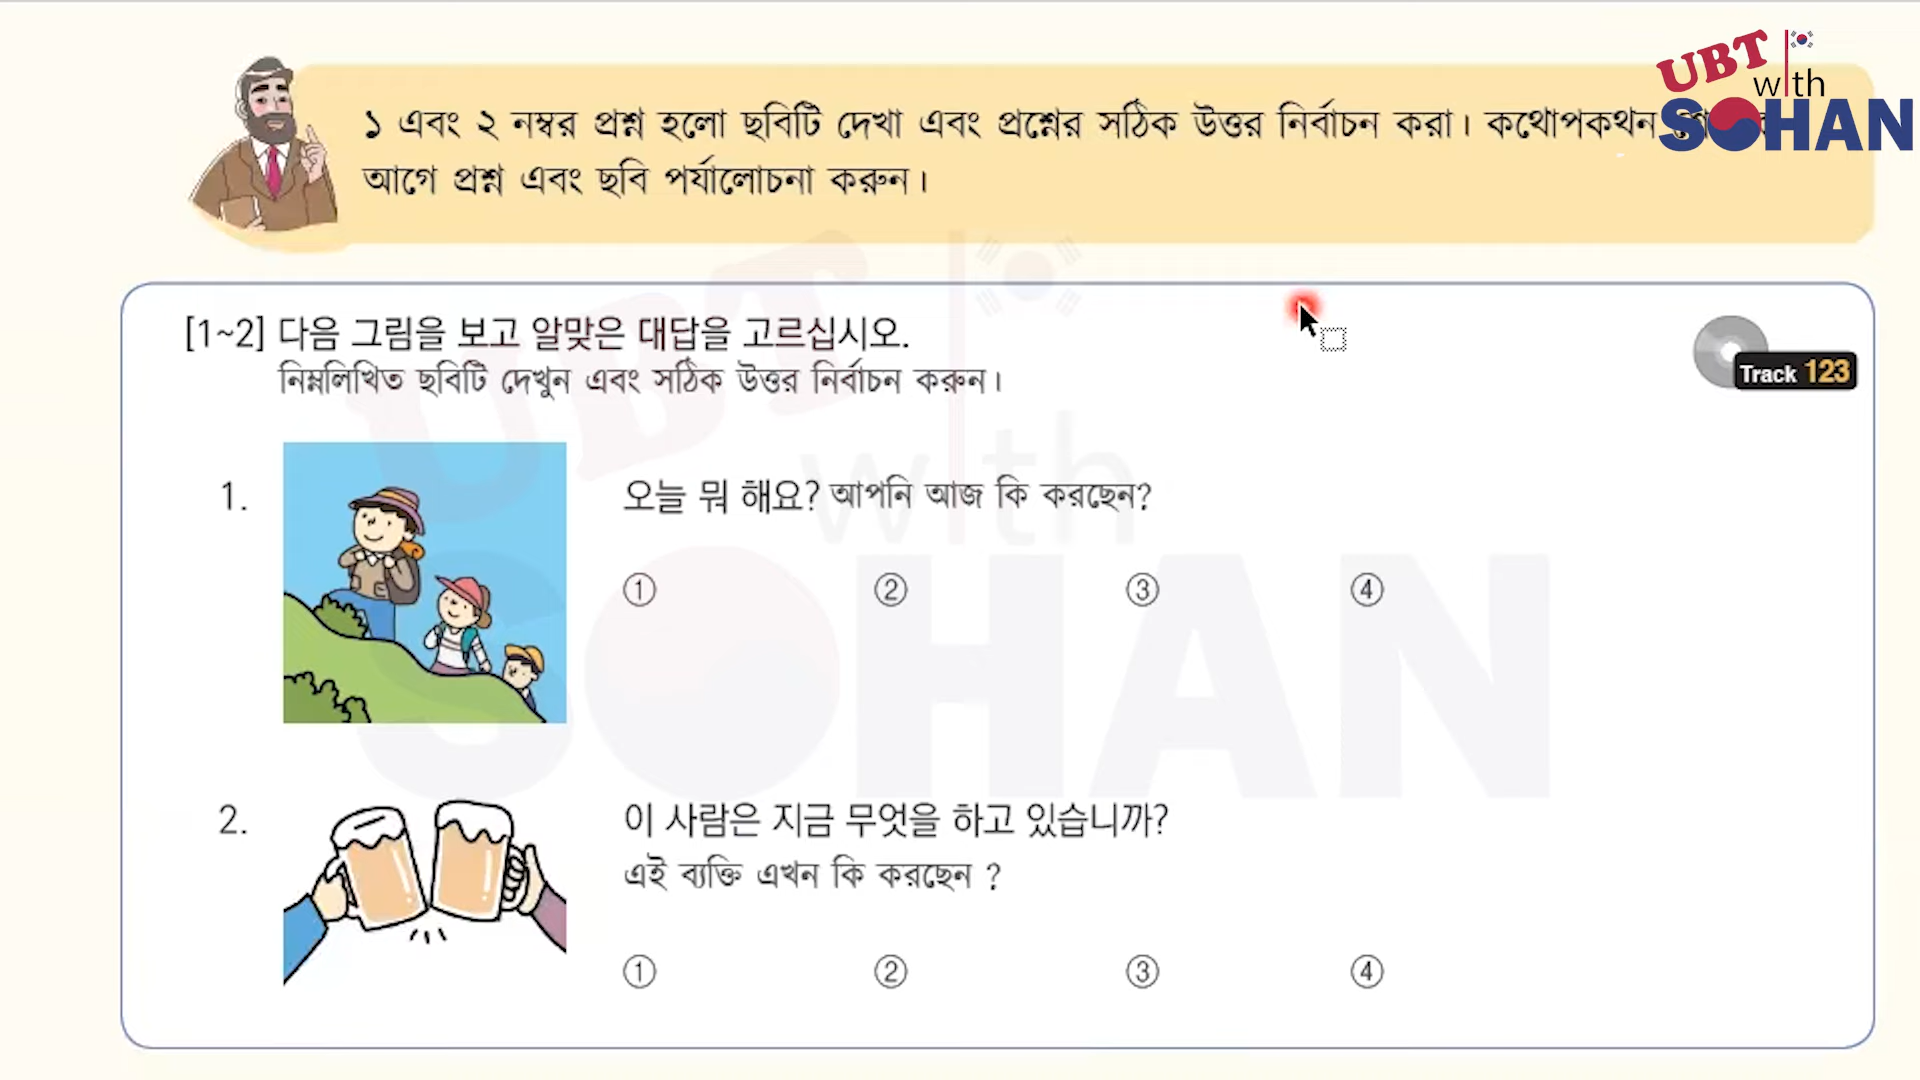 UBT
with
SOHAN
১ এবং ২ নম্বর প্রশ্ন হলো ছবিটি দেখা এবং প্রশ্নের সঠিক উত্তর নির্বাচন করা। কথোপকথন
আগে প্রশ্ন এবং ছবি পর্যালোচনা করুন।
[1~2] 다음 그림을 보고 알맞은 대답을 고르십시오.
নিম্নলিখিত ছবিটি দেখুন এবং সঠিক উত্তর নির্বাচন করুন।
Track 123
1. 오늘 뭐 해요? আপনি আজ কি করছেন?
① ② ③ ④
2. 이 사람은 지금 무엇을 하고 있습니까?
এই ব্যক্তি এখন কি করছেন ?
① ② ③ ④
UBT
with
SOHAN